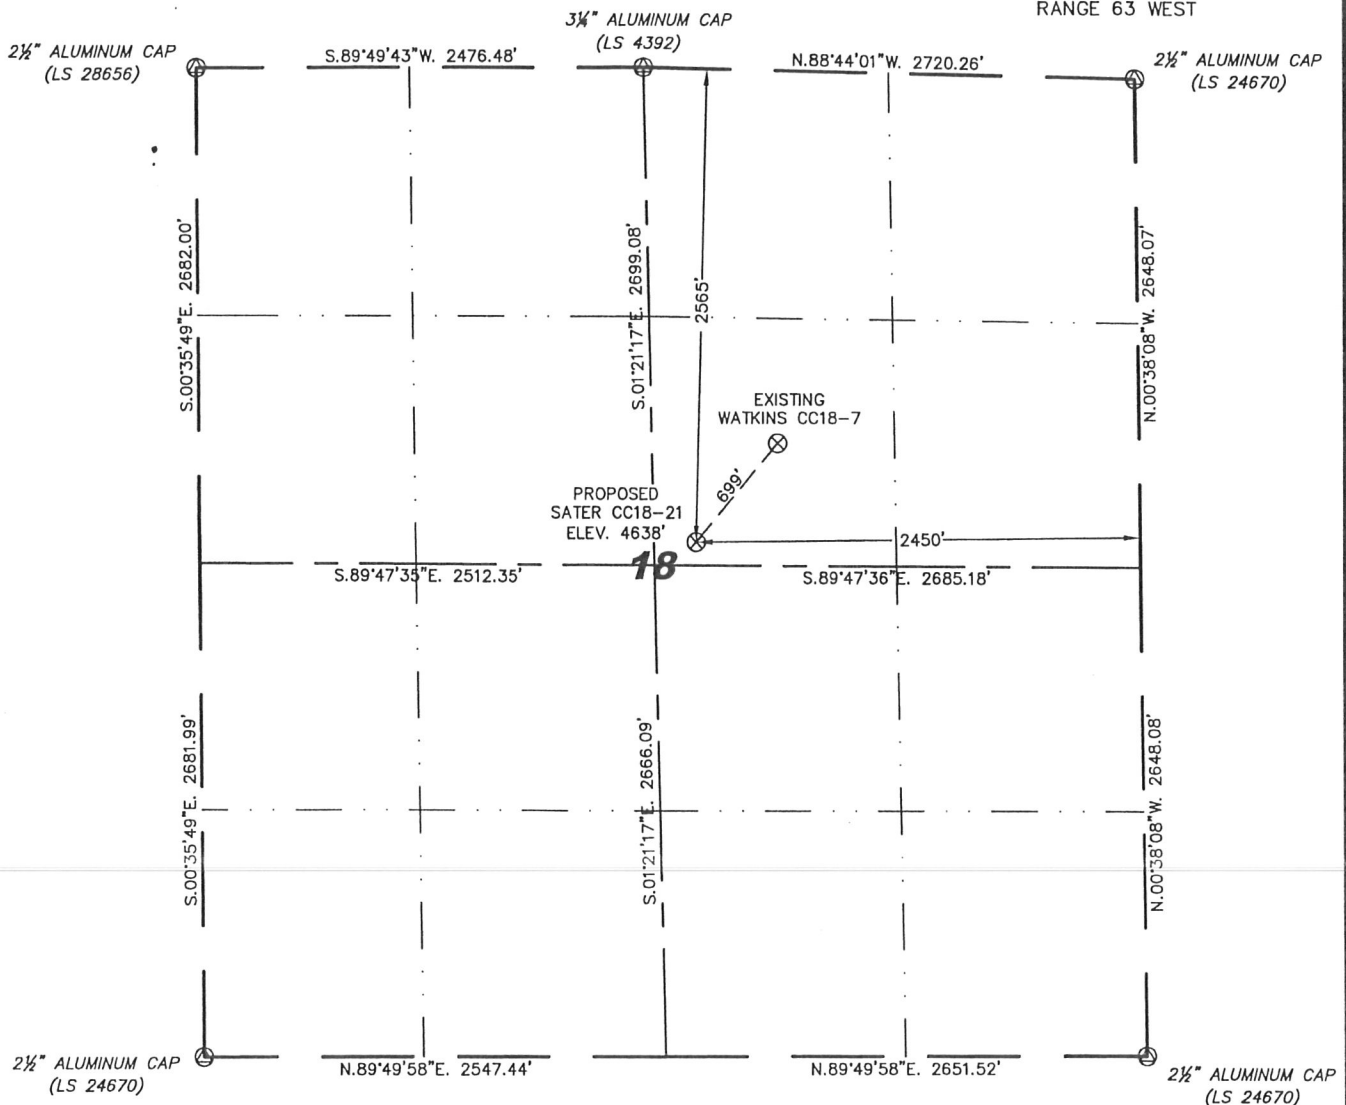 RANGE 63 WEST
3¼" ALUMINUM CAP
(LS 4392)
2½" ALUMINUM CAP
(LS 28656)
S.89°49'43"W. 2476.48'
N.88°44'01"W. 2720.26'
2½" ALUMINUM CAP
(LS 24670)
S.00°35'49"E. 2682.00'
S.01°21'17"E. 2699.08'
2565'
N.00°38'08"W. 2648.07'
EXISTING
WATKINS CC18-7
699'
PROPOSED
SATER CC18-21
ELEV. 4638'
2450'
18
S.89°47'35"E. 2512.35'
S.89°47'36"E. 2685.18'
S.00°35'49"E. 2681.99'
S.01°21'17"E. 2666.09'
N.00°38'08"W. 2648.08'
2½" ALUMINUM CAP
(LS 24670)
N.89°49'58"E. 2547.44'
N.89°49'58"E. 2651.52'
2½" ALUMINUM CAP
(LS 24670)